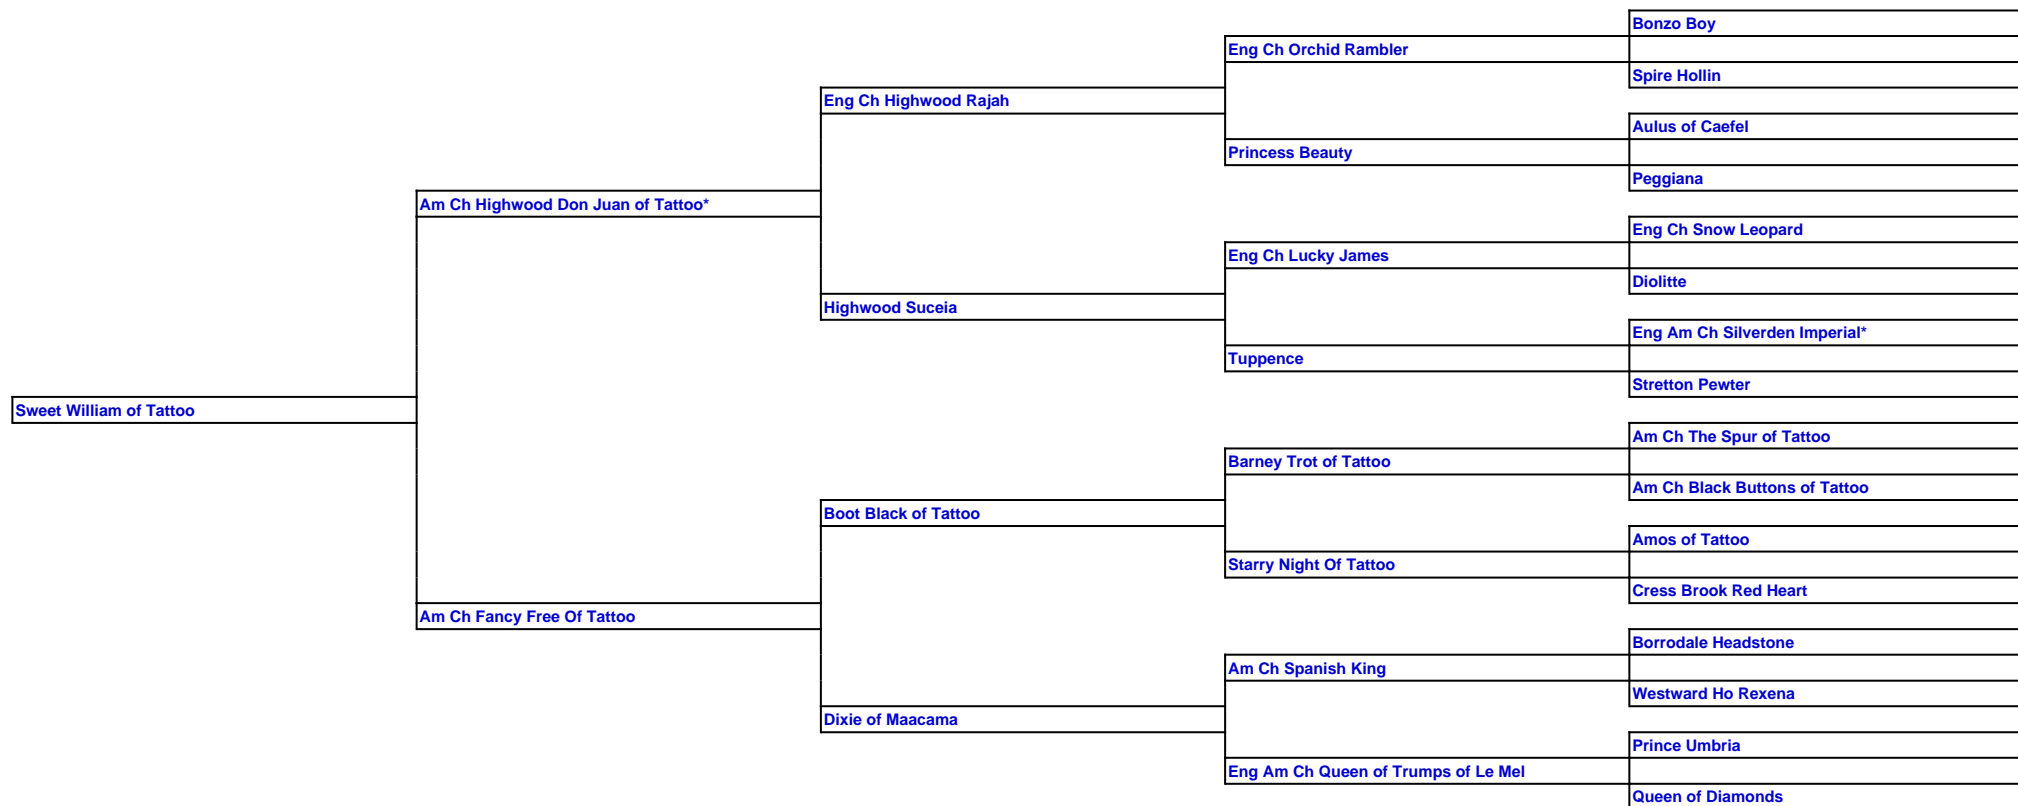 Bonzo Boy
Eng Ch Orchid Rambler
Spire Hollin
Eng Ch Highwood Rajah
Aulus of Caefel
Princess Beauty
Peggiana
Am Ch Highwood Don Juan of Tattoo*
Eng Ch Snow Leopard
Eng Ch Lucky James
Diolitte
Highwood Suceia
Eng Am Ch Silverden Imperial*
Tuppence
Stretton Pewter
Sweet William of Tattoo
Am Ch The Spur of Tattoo
Barney Trot of Tattoo
Am Ch Black Buttons of Tattoo
Boot Black of Tattoo
Amos of Tattoo
Starry Night Of Tattoo
Cress Brook Red Heart
Am Ch Fancy Free Of Tattoo
Borrodale Headstone
Am Ch Spanish King
Westward Ho Rexena
Dixie of Maacama
Prince Umbria
Eng Am Ch Queen of Trumps of Le Mel
Queen of Diamonds